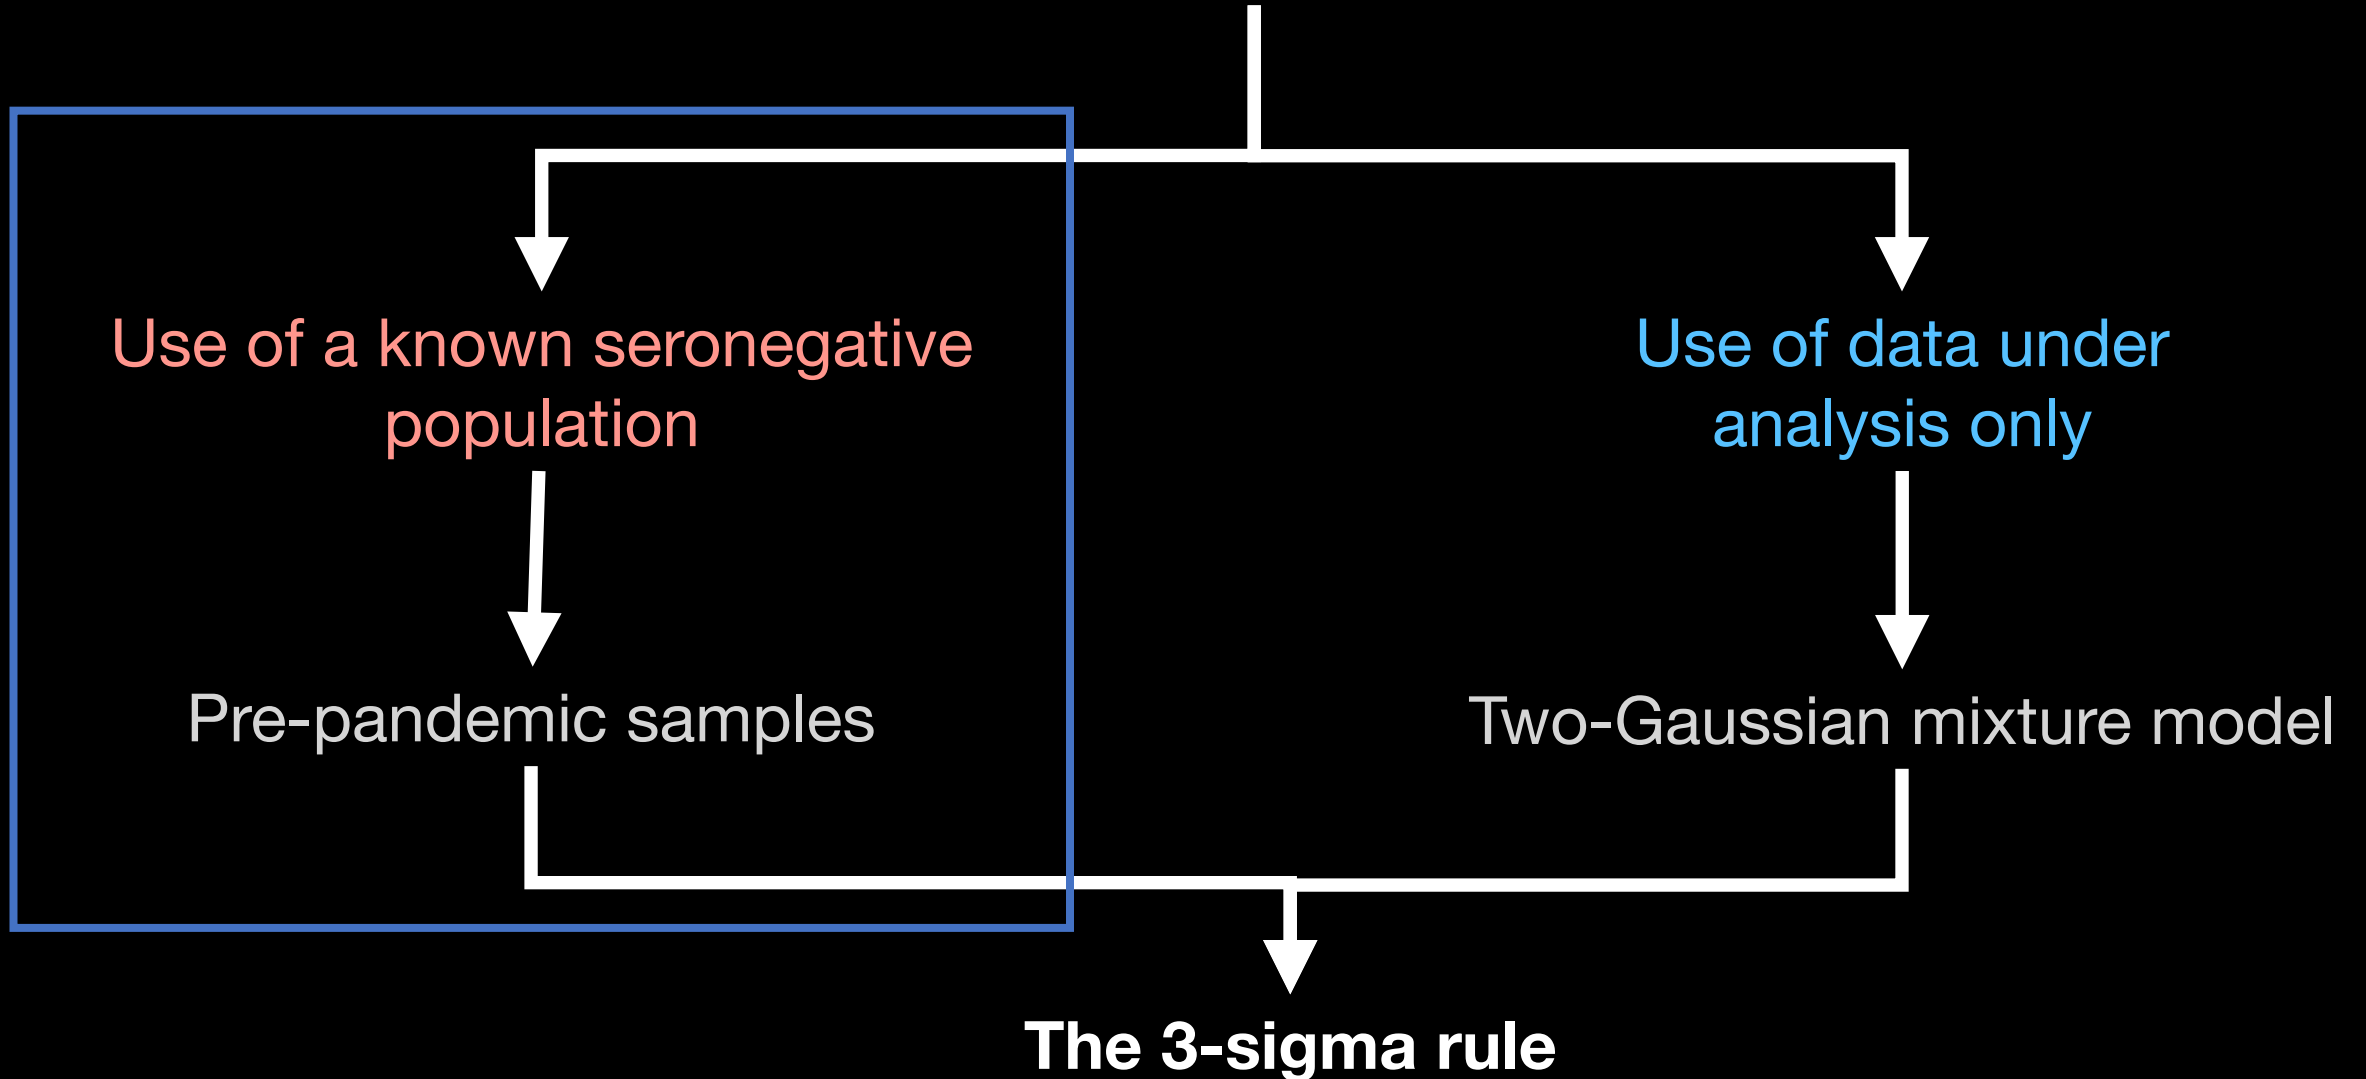 Use of a known seronegative
population
Use of data under
analysis only
Pre-pandemic samples
Two-Gaussian mixture model
The 3-sigma rule